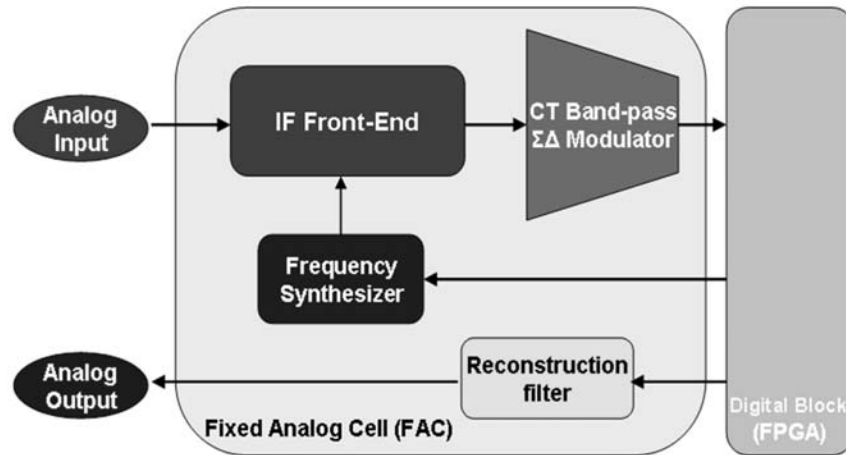 Analog
Input
IF Front-End
CT Band-pass
ΣΔ Modulator
Frequency
Synthesizer
Analog
Output
Reconstruction
filter
Fixed Analog Cell (FAC)
Digital Block
(FPGA)